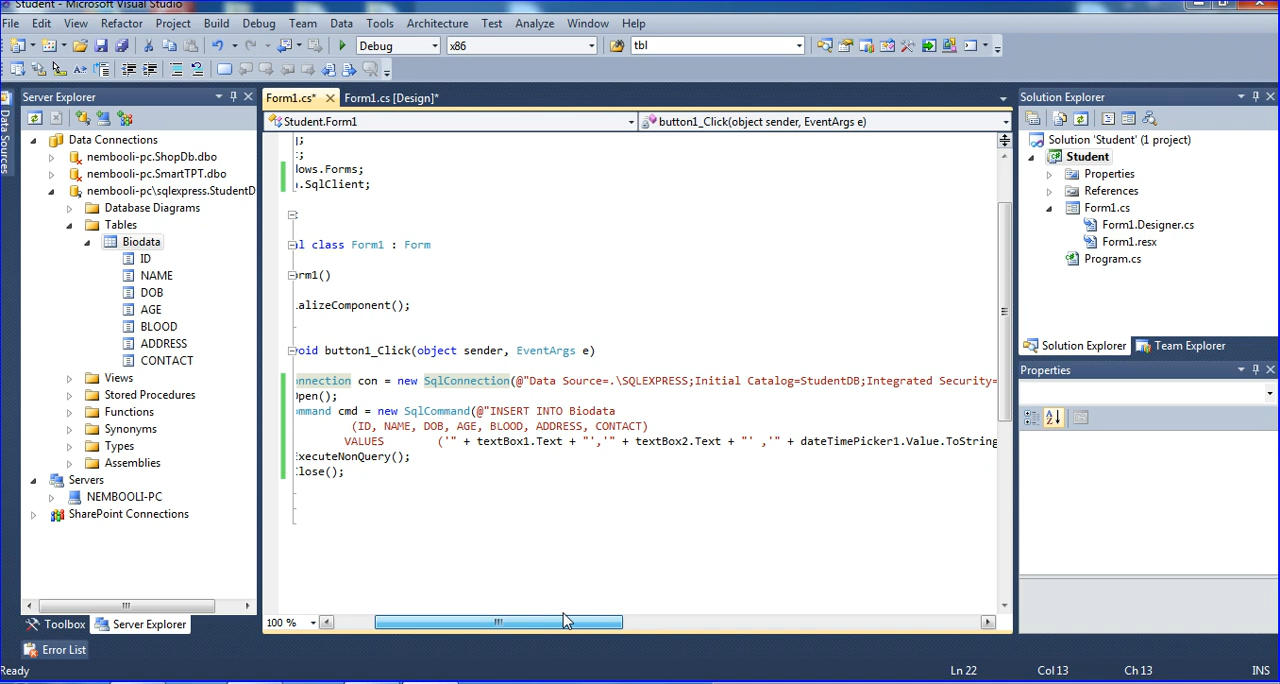 Student - Microsoft Visual Studio
File Edit View Refactor Project Build Debug Team Data Tools Architecture Test Analyze Window Help
Debug x86 tbl
Data Sources
Server Explorer
Data Connections
nembooli-pc.ShopDb.dbo
nembooli-pc.SmartTPT.dbo
nembooli-pc\sqlexpress.StudentD
Database Diagrams
Tables
Biodata
ID
NAME
DOB
AGE
BLOOD
ADDRESS
CONTACT
Views
Stored Procedures
Functions
Synonyms
Types
Assemblies
Servers
NEMBOOLI-PC
SharePoint Connections
Toolbox Server Explorer
Error List
Form1.cs* Form1.cs [Design]*
Student.Form1 button1_Click(object sender, EventArgs e)
;
;
lows.Forms;
.SqlClient;
l class Form1 : Form
orm1()
alizeComponent();
void button1_Click(object sender, EventArgs e)
nnection con = new SqlConnection(@"Data Source=.\SQLEXPRESS;Initial Catalog=StudentDB;Integrated Security=
Open();
mmand cmd = new SqlCommand(@"INSERT INTO Biodata
(ID, NAME, DOB, AGE, BLOOD, ADDRESS, CONTACT)
VALUES ('" + textBox1.Text + "','" + textBox2.Text + "' ,'" + dateTimePicker1.Value.ToString
ExecuteNonQuery();
Close();
100 %
Solution Explorer
Solution 'Student' (1 project)
Student
Properties
References
Form1.cs
Form1.Designer.cs
Form1.resx
Program.cs
Solution Explorer Team Explorer
Properties
Ready Ln 22 Col 13 Ch 13 INS